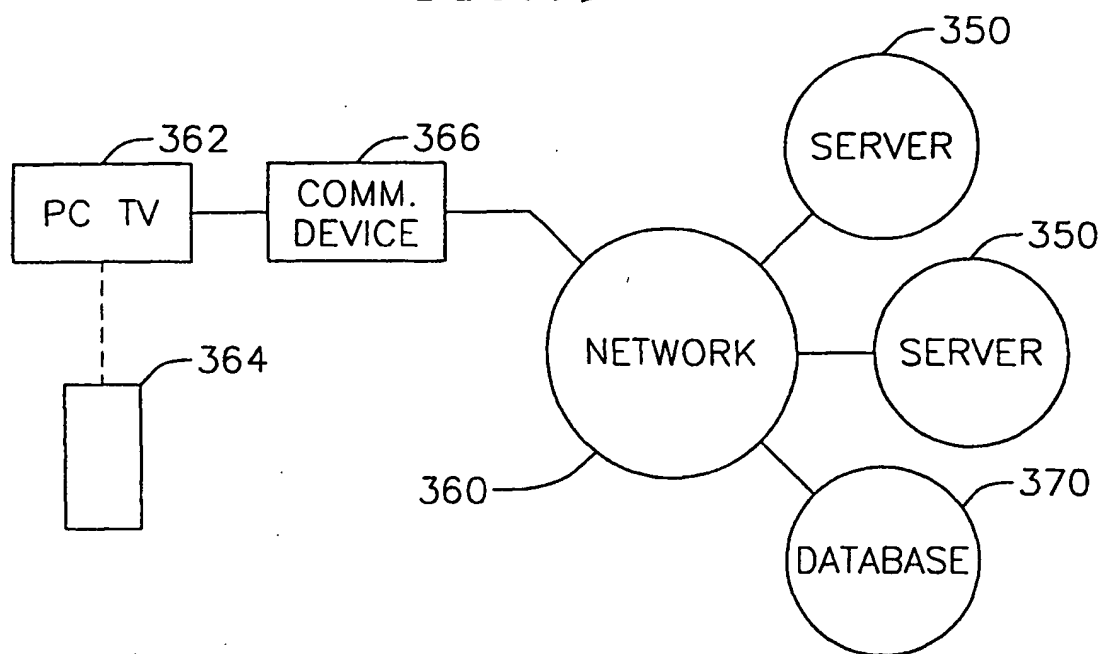 350
362
366
SERVER
PC TV
COMM.
DEVICE
350
NETWORK
SERVER
364
360
370
DATABASE